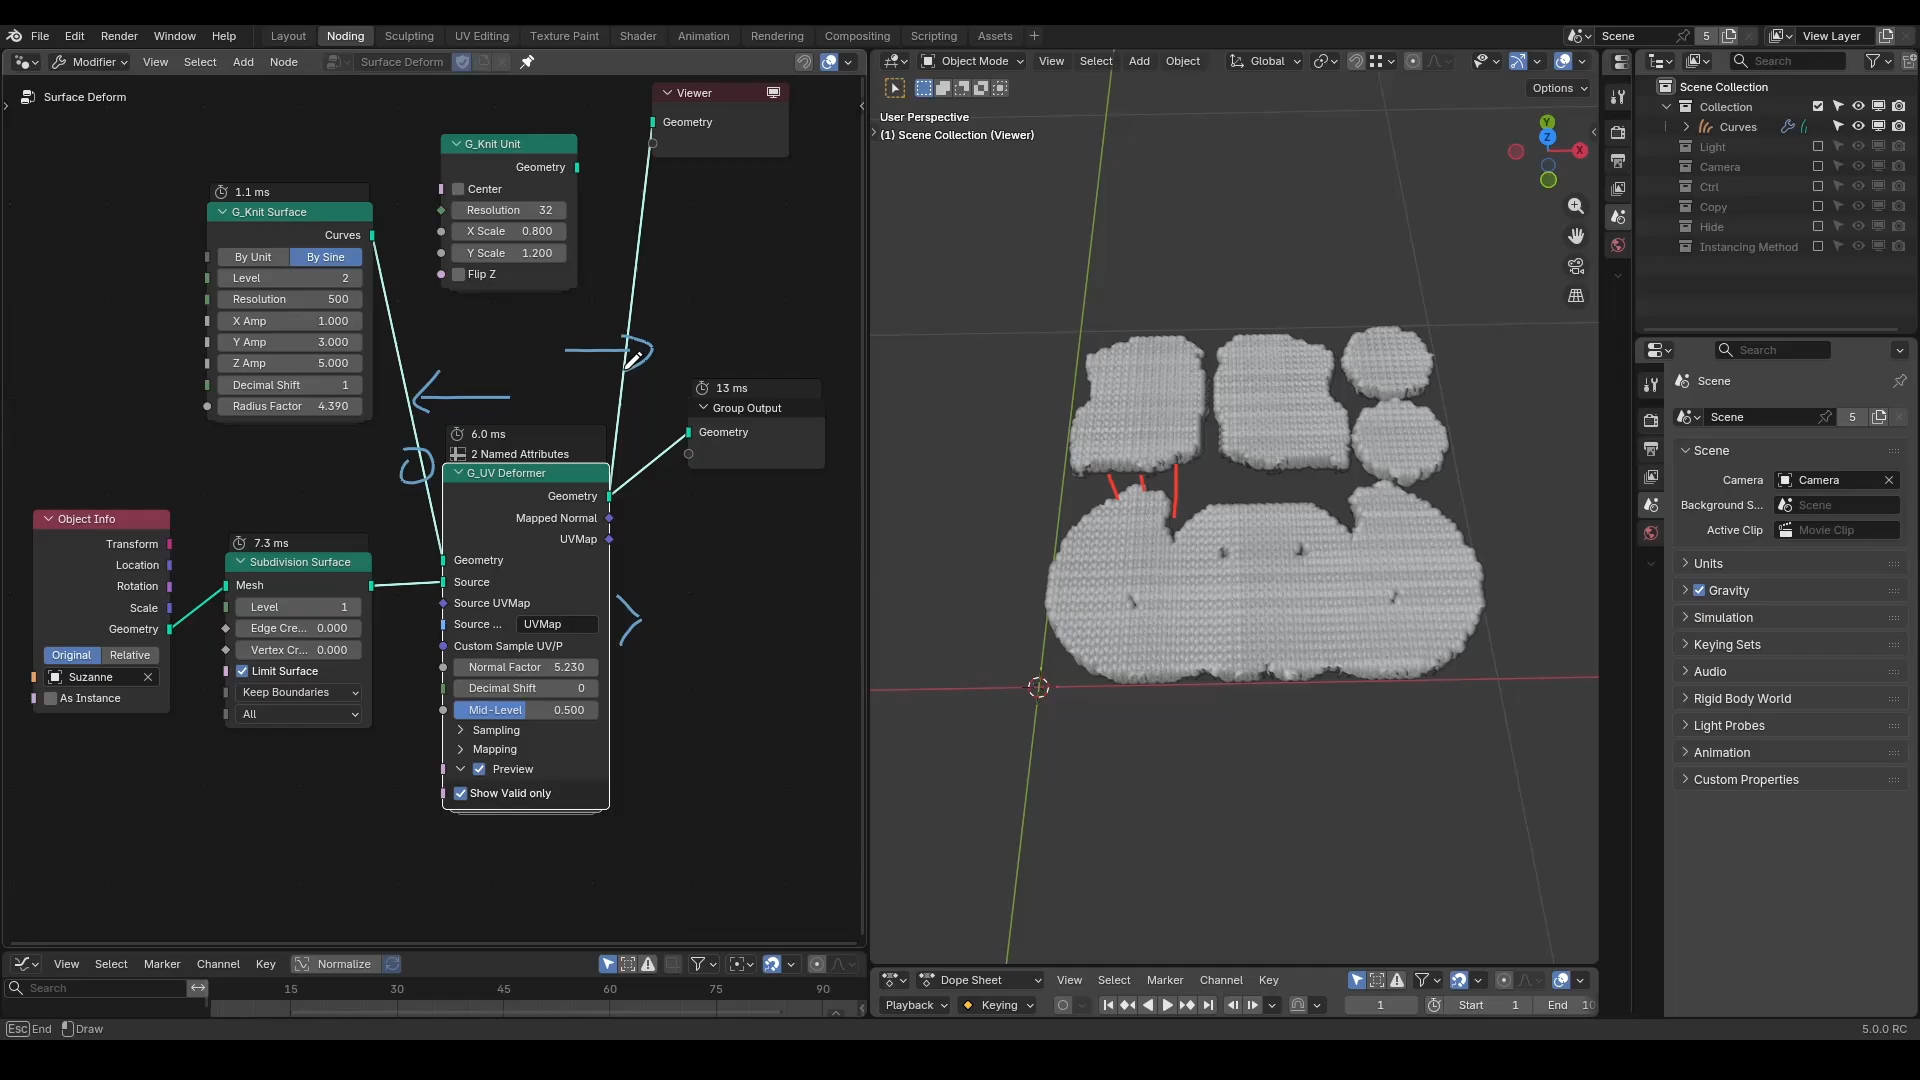 File Edit Render Window Help Layout Noding Sculpting UV Editing Texture Paint Shader Animation Rendering Compositing Scripting Assets + Scene 5 View Layer
Modifier View Select Add Node Surface Deform
Object Mode View Select Add Object Global
Search
Options
Surface Deform
User Perspective
(1) Scene Collection (Viewer)
Y
Z
X
Viewer
Geometry
G_Knit Unit
Geometry
Center
Resolution 32
X Scale 0.800
Y Scale 1.200
Flip Z
1.1 ms
G_Knit Surface
Curves
By Unit By Sine
Level 2
Resolution 500
X Amp 1.000
Y Amp 3.000
Z Amp 5.000
Decimal Shift 1
Radius Factor 4.390
13 ms
Group Output
Geometry
6.0 ms
2 Named Attributes
G_UV Deformer
Geometry
Mapped Normal
UVMap
Geometry
Source
Source UVMap
Source ... UVMap
Custom Sample UV/P
Normal Factor 5.230
Decimal Shift 0
Mid-Level 0.500
Sampling
Mapping
Preview
Show Valid only
Object Info
Transform
Location
Rotation
Scale
Geometry
Original Relative
Suzanne
As Instance
7.3 ms
Subdivision Surface
Mesh
Level 1
Edge Cre... 0.000
Vertex Cr... 0.000
Limit Surface
Keep Boundaries
All
Scene Collection
Collection
Curves
Light
Camera
Ctrl
Copy
Hide
Instancing Method
Search
Scene
Scene 5
Scene
Camera Camera
Background S... Scene
Active Clip Movie Clip
Units
Gravity
Simulation
Keying Sets
Audio
Rigid Body World
Light Probes
Animation
Custom Properties
View Select Marker Channel Key Normalize
Search
15 30 45 60 75 90
Dope Sheet View Select Marker Channel Key
Playback Keying 1 Start 1 End 10
Esc End Draw
5.0.0 RC